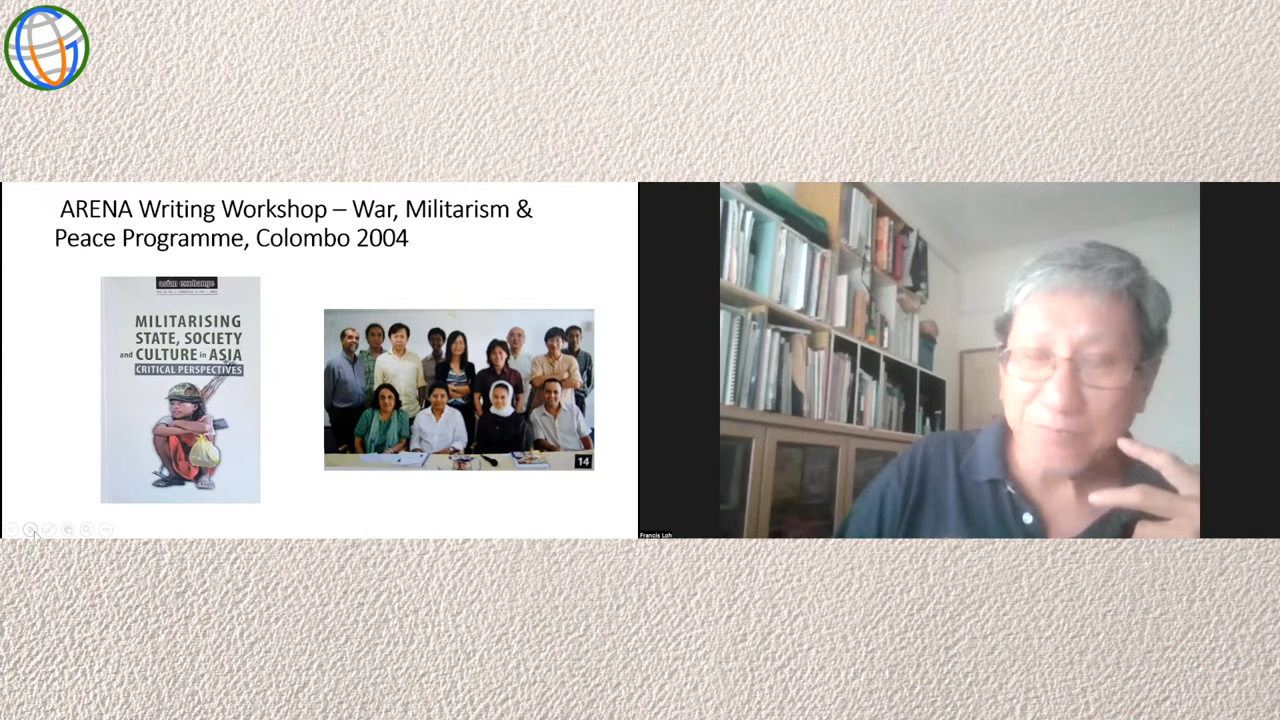 ARENA Writing Workshop – War, Militarism &
Peace Programme, Colombo 2004
asian exchange
MILITARISING
STATE, SOCIETY
and CULTURE in ASIA
CRITICAL PERSPECTIVES
14
Francis Loh